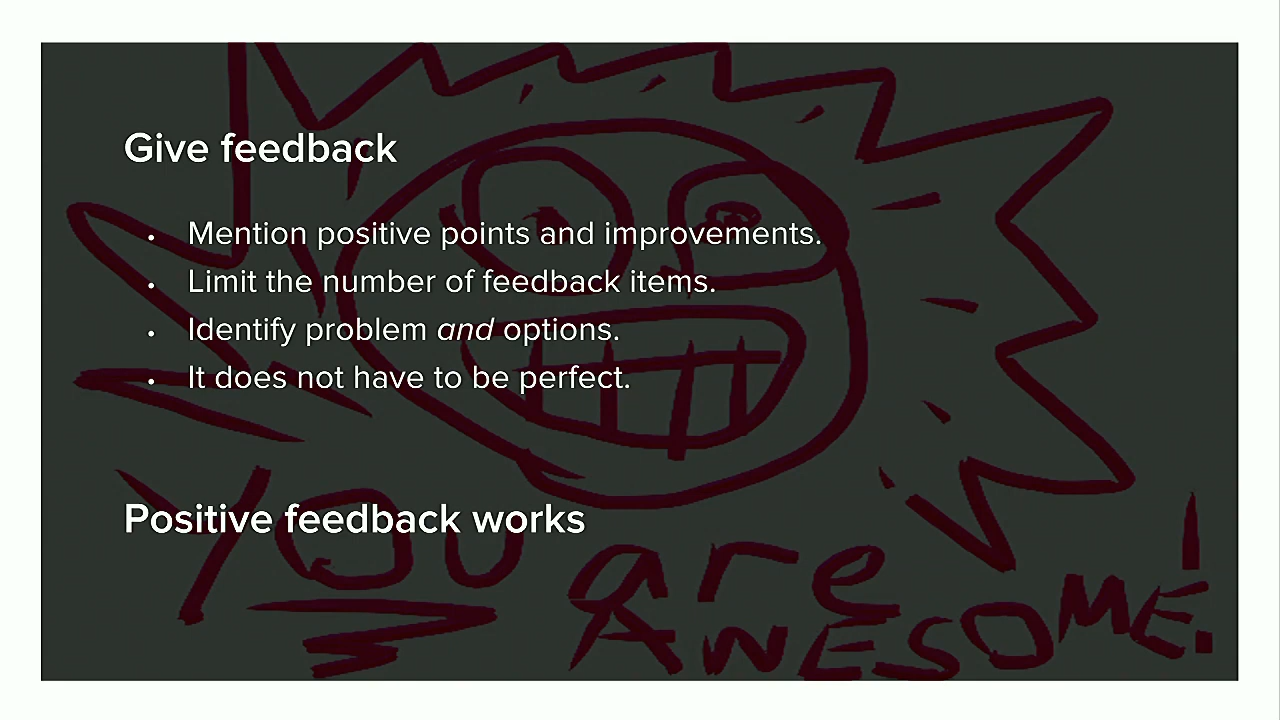 Give feedback
• Mention positive points and improvements.
• Limit the number of feedback items.
• Identify problem and options.
• It does not have to be perfect.
Positive feedback works
You are
AWESOME!